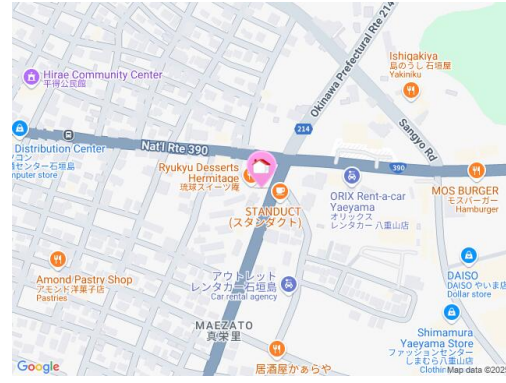 Okinawa Prefectural Rte 214
Ishigakiya
島のうし 石垣屋
Yakiniku
Hirae Community Center
平得公民館
214
Sangyo Rd
Distribution Center
コン
センター石垣島
nputer store
Nat'l Rte 390
390
Ryukyu Desserts
Hermitage
琉球スイーツ庵
STANDUCT
(スタンダクト)
ORIX Rent-a-car
Yaeyama
オリックス
レンタカー 八重山店
MOS BURGER
モスバーガー
Hamburger
Amond Pastry Shop
アモンド洋菓子店
Pastries
アウトレット
レンタカー石垣島
Car rental agency
DAISO
DAISO やいま店
Dollar store
MAEZATO
真栄里
Shimamura
Yaeyama Store
ファッションセンター
しまむら八重山店
Clothin
居酒屋かぁらや
Google
Map data ©2025